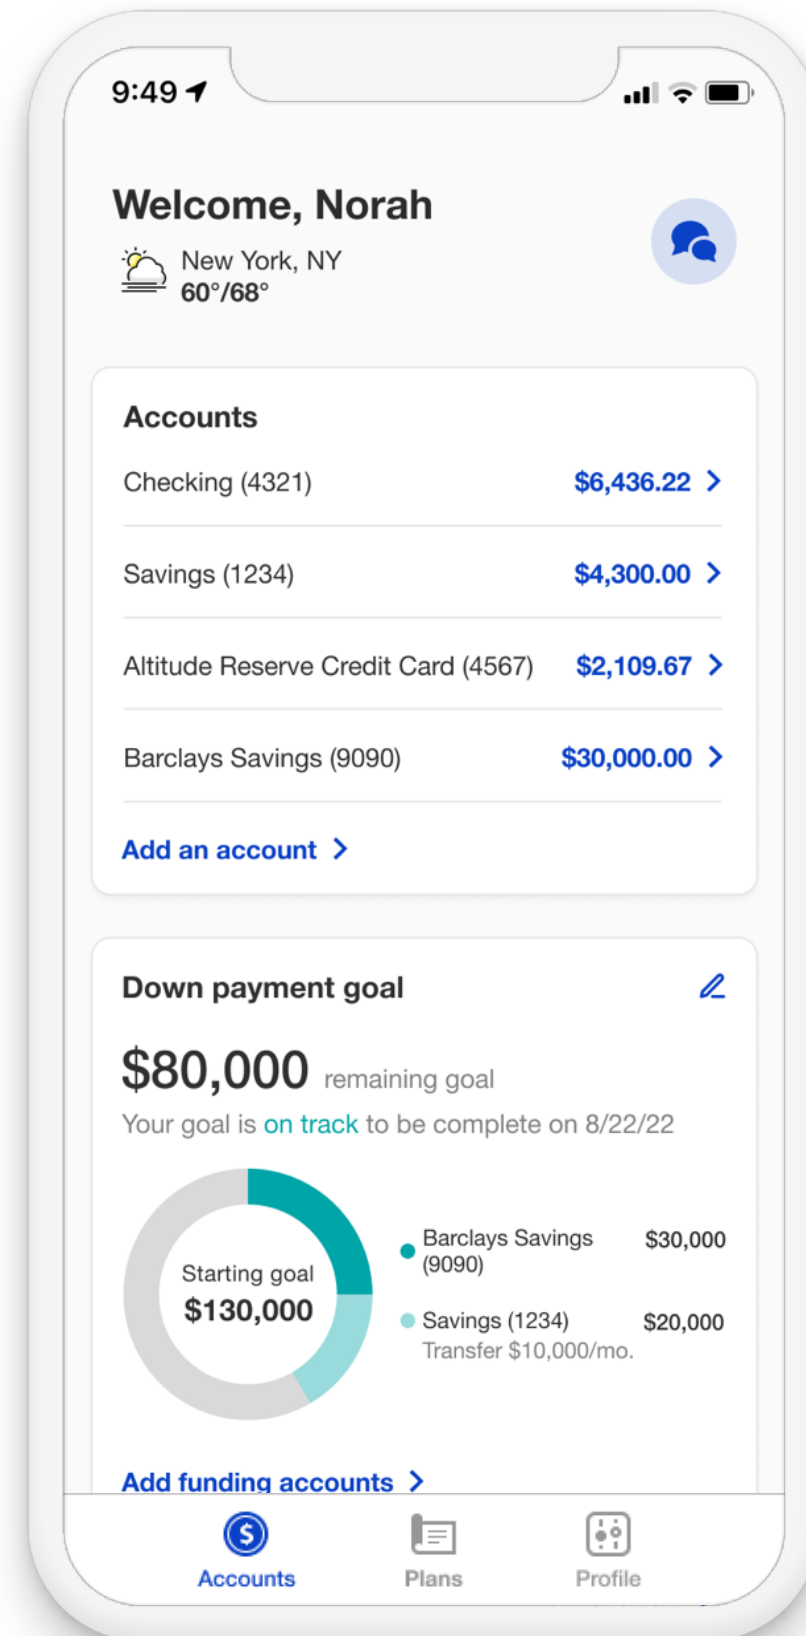 9:49
Welcome, Norah
New York, NY
60°/68°
Accounts
Checking (4321) $6,436.22
Savings (1234) $4,300.00
Altitude Reserve Credit Card (4567) $2,109.67
Barclays Savings (9090) $30,000.00
Add an account
Down payment goal
$80,000 remaining goal
Your goal is on track to be complete on 8/22/22
Starting goal
$130,000
Barclays Savings $30,000
(9090)
Savings (1234) $20,000
Transfer $10,000/mo.
Add funding accounts
$
Accounts
Plans
Profile